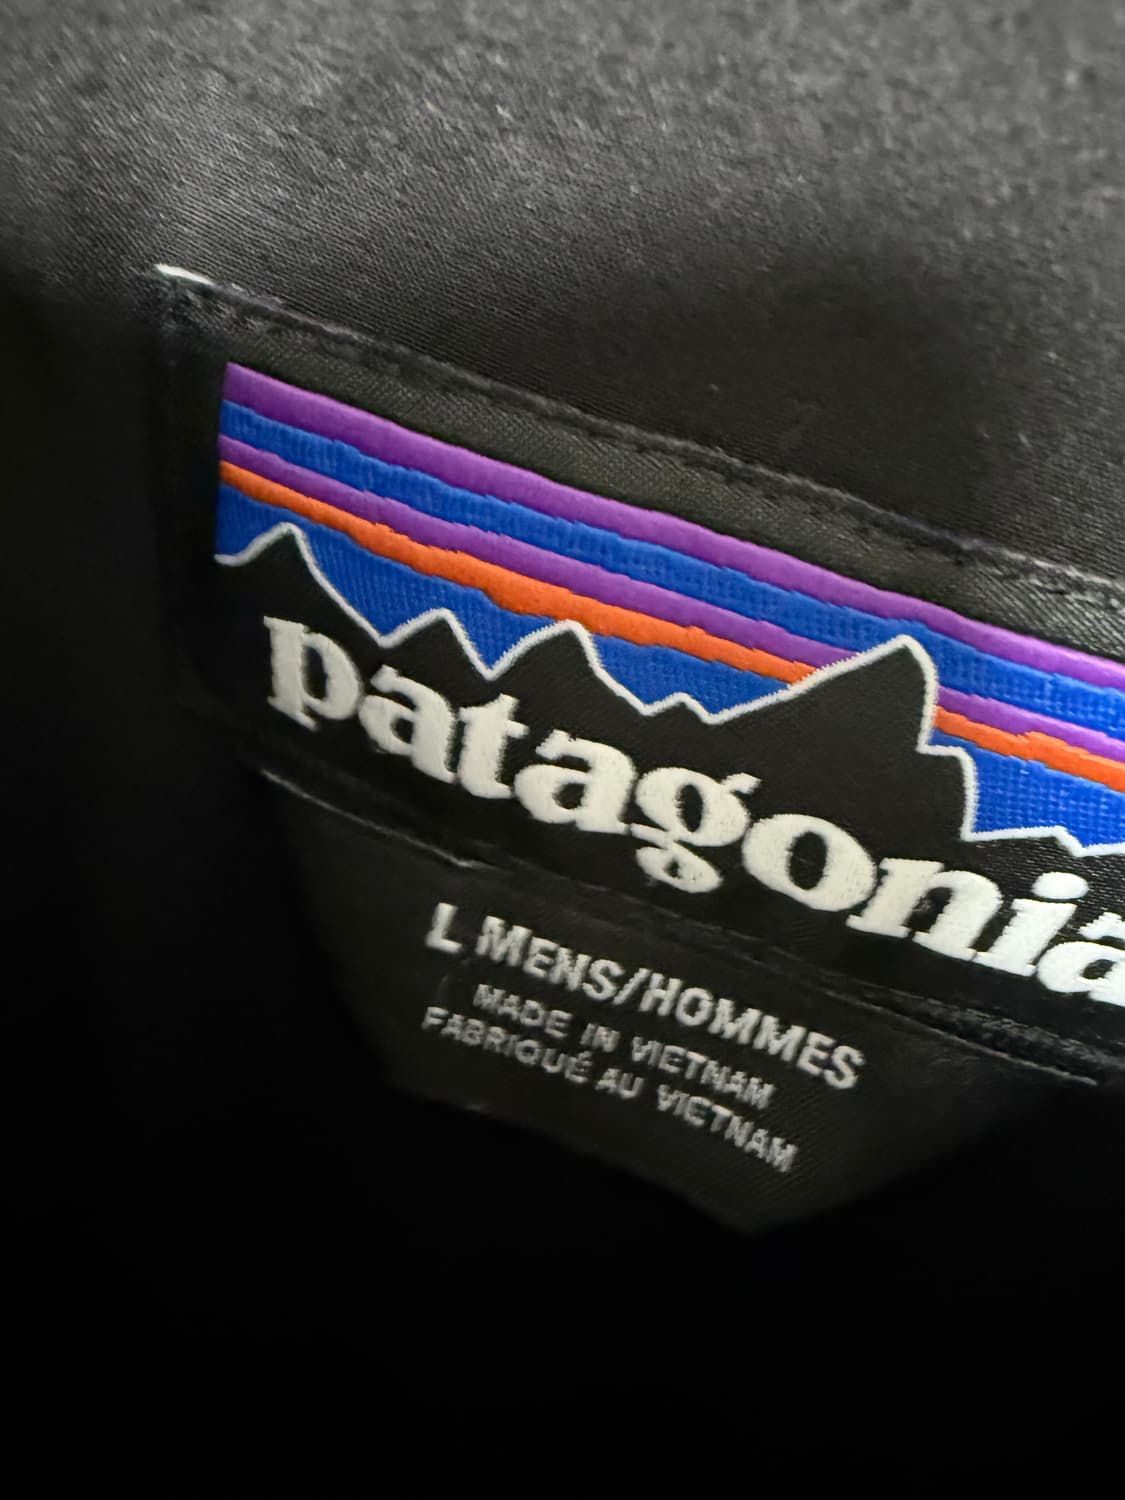 patagonia
L MENS/HOMMES
MADE IN VIETNAM
FABRIQUÉ AU VIETNAM